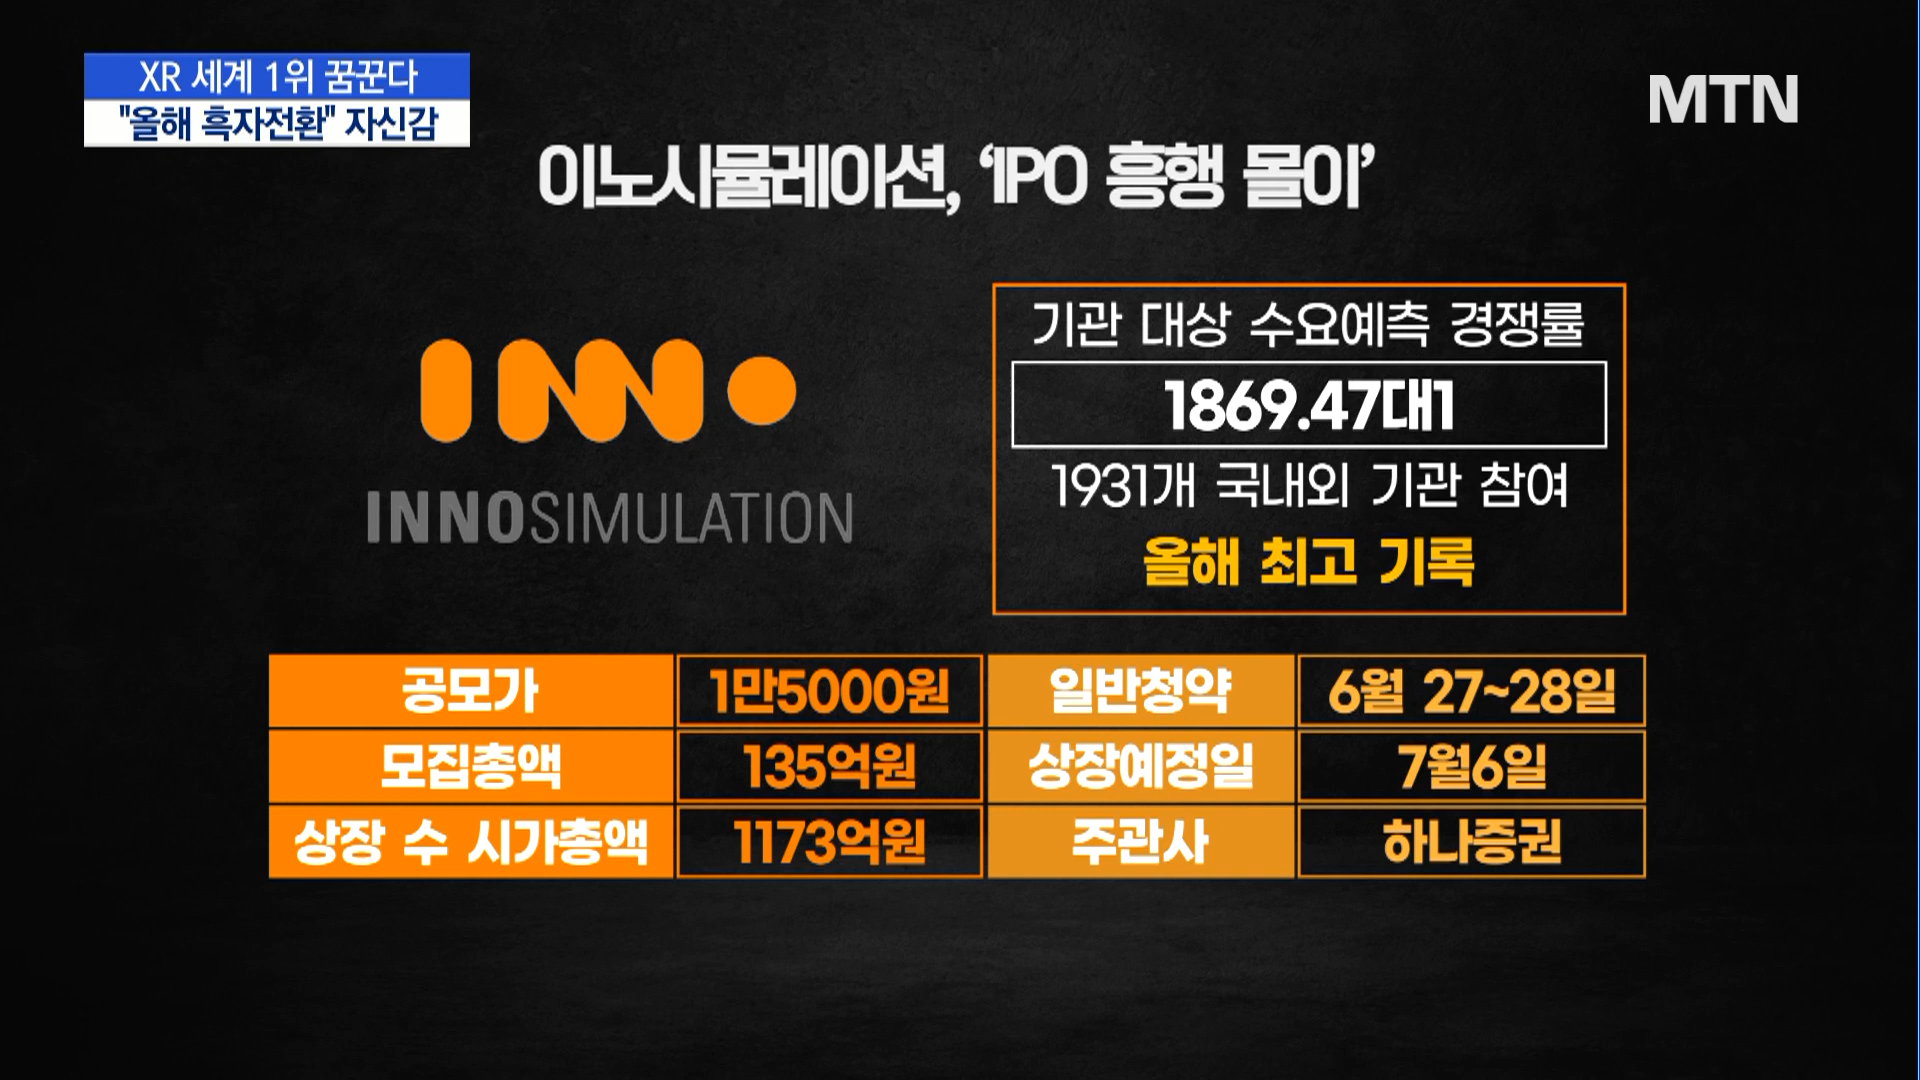 XR 세계 1위 꿈꾼다
"올해 흑자전환" 자신감
MTN
이노시뮬레이션, ‘IPO 흥행 몰이’
INNO
INNOSIMULATION
기관 대상 수요예측 경쟁률
1869.47대1
1931개 국내외 기관 참여
올해 최고 기록
공모가 1만5000원 일반청약 6월 27~28일
모집총액 135억원 상장예정일 7월6일
상장 수 시가총액 1173억원 주관사 하나증권